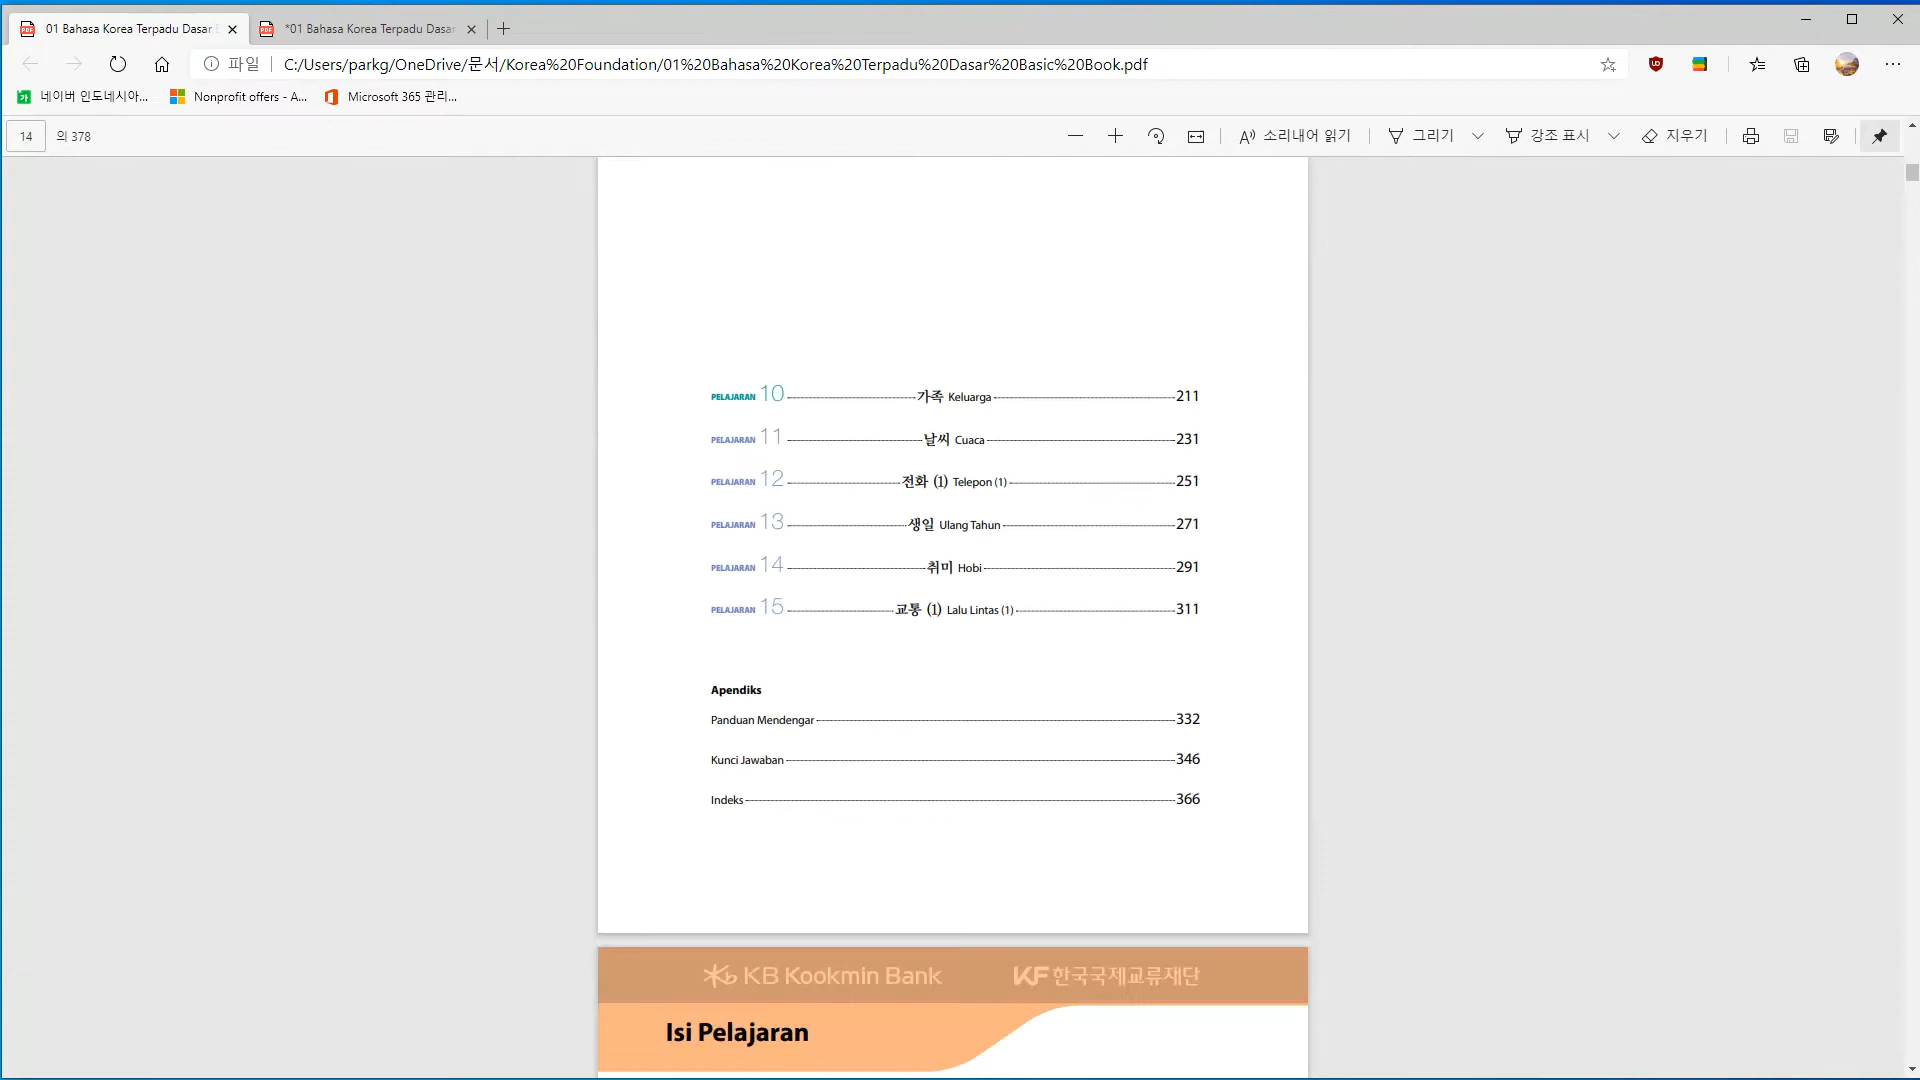 01 Bahasa Korea Terpadu Dasar
*01 Bahasa Korea Terpadu Dasar
파일
C:/Users/parkg/OneDrive/문서/Korea%20Foundation/01%20Bahasa%20Korea%20Terpadu%20Dasar%20Basic%20Book.pdf
네이버 인도네시아...
Nonprofit offers - A...
Microsoft 365 관리...
14 의 378
소리내어 읽기
그리기
강조 표시
지우기
PELAJARAN 10 가족 Keluarga 211
PELAJARAN 11 날씨 Cuaca 231
PELAJARAN 12 전화 (1) Telepon (1) 251
PELAJARAN 13 생일 Ulang Tahun 271
PELAJARAN 14 취미 Hobi 291
PELAJARAN 15 교통 (1) Lalu Lintas (1) 311
Apendiks
Panduan Mendengar 332
Kunci Jawaban 346
Indeks 366
KB Kookmin Bank
KF 한국국제교류재단
Isi Pelajaran